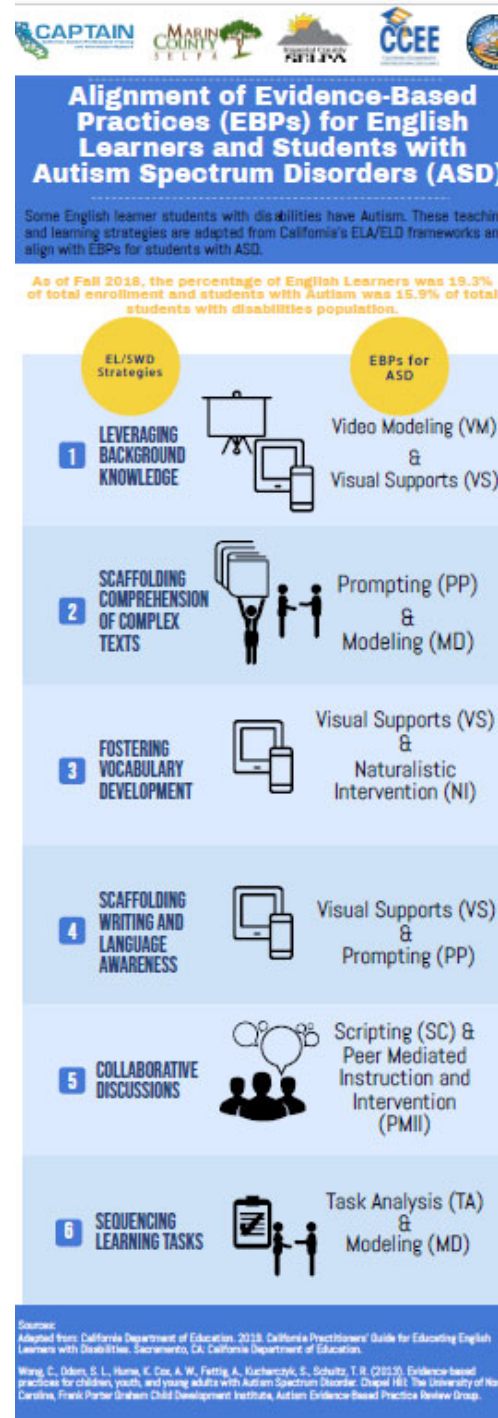 CAPTAIN
MARIN
COUNTY
SELPA
Imperial County
SELPA
CCEE
Alignment of Evidence-Based
Practices (EBPs) for English
Learners and Students with
Autism Spectrum Disorders (ASD)
Some English learner students with disabilities have Autism. These teachin
and learning strategies are adapted from California's ELA/ELD frameworks an
align with EBPs for students with ASD.
As of Fall 2018, the percentage of English Learners was 19.3%
of total enrollment and students with Autism was 15.9% of total
students with disabilities population.
EL/SWD
Strategies
EBPs for
ASD
1
LEVERAGING
BACKGROUND
KNOWLEDGE
Video Modeling (VM)
&
Visual Supports (VS)
2
SCAFFOLDING
COMPREHENSION
OF COMPLEX
TEXTS
Prompting (PP)
&
Modeling (MD)
3
FOSTERING
VOCABULARY
DEVELOPMENT
Visual Supports (VS)
&
Naturalistic
Intervention (NI)
4
SCAFFOLDING
WRITING AND
LANGUAGE
AWARENESS
Visual Supports (VS)
&
Prompting (PP)
5
COLLABORATIVE
DISCUSSIONS
Scripting (SC) &
Peer Mediated
Instruction and
Intervention
(PMII)
6
SEQUENCING
LEARNING TASKS
Task Analysis (TA)
&
Modeling (MD)
Sources:
Adapted from: California Department of Education. 2019. California Practitioners' Guide for Educating English
Learners with Disabilities. Sacramento, CA: California Department of Education.
Wong, C., Odom, S. L., Hume, K. Cox, A. W., Fettig, A., Kucharczyk, S., Schultz, T. R. (2013). Evidence-based
practices for children, youth, and young adults with Autism Spectrum Disorder. Chapel Hill: The University of Nor
Carolina, Frank Porter Graham Child Development Institute, Autism Evidence-Based Practice Review Group.